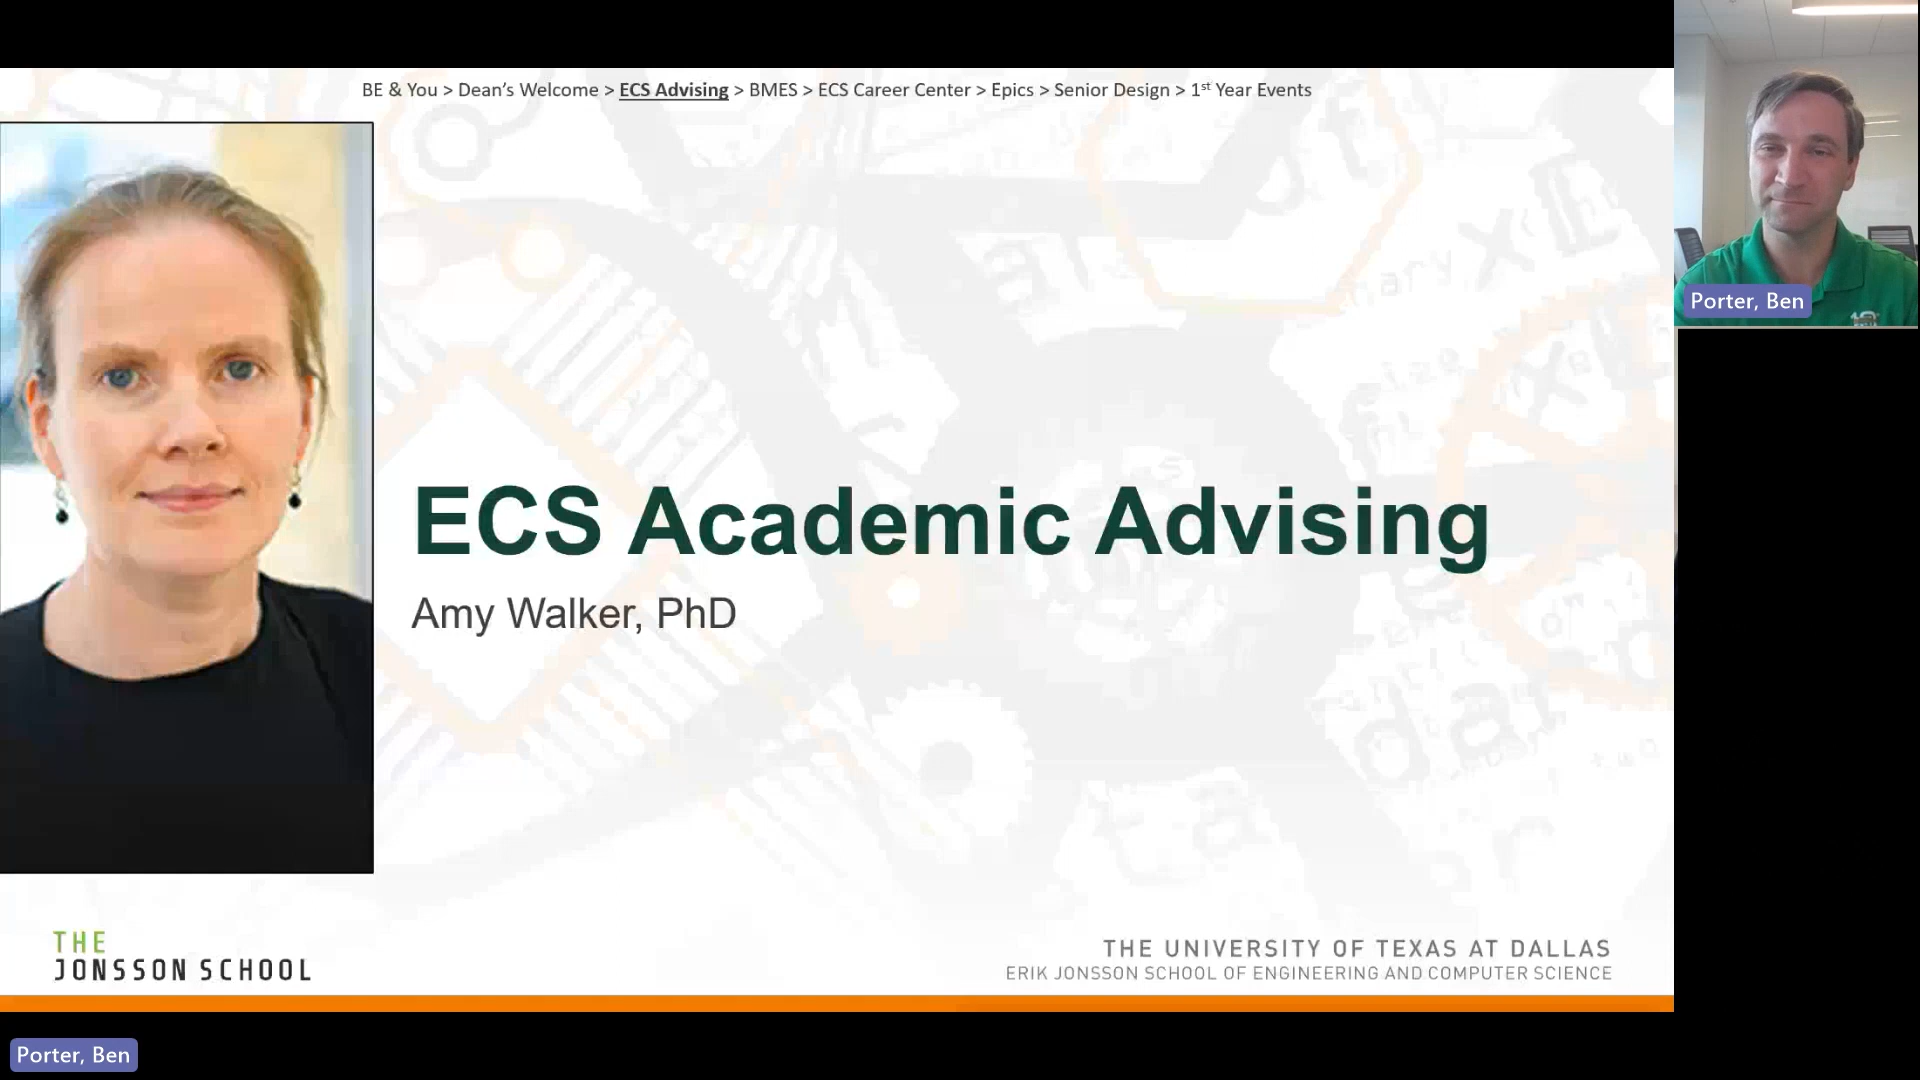 BE & You > Dean's Welcome > ECS Advising > BMES > ECS Career Center > Epics > Senior Design > 1st Year Events
Porter, Ben
ECS Academic Advising
Amy Walker, PhD
THE
JONSSON SCHOOL
THE UNIVERSITY OF TEXAS AT DALLAS
ERIK JONSSON SCHOOL OF ENGINEERING AND COMPUTER SCIENCE
Porter, Ben